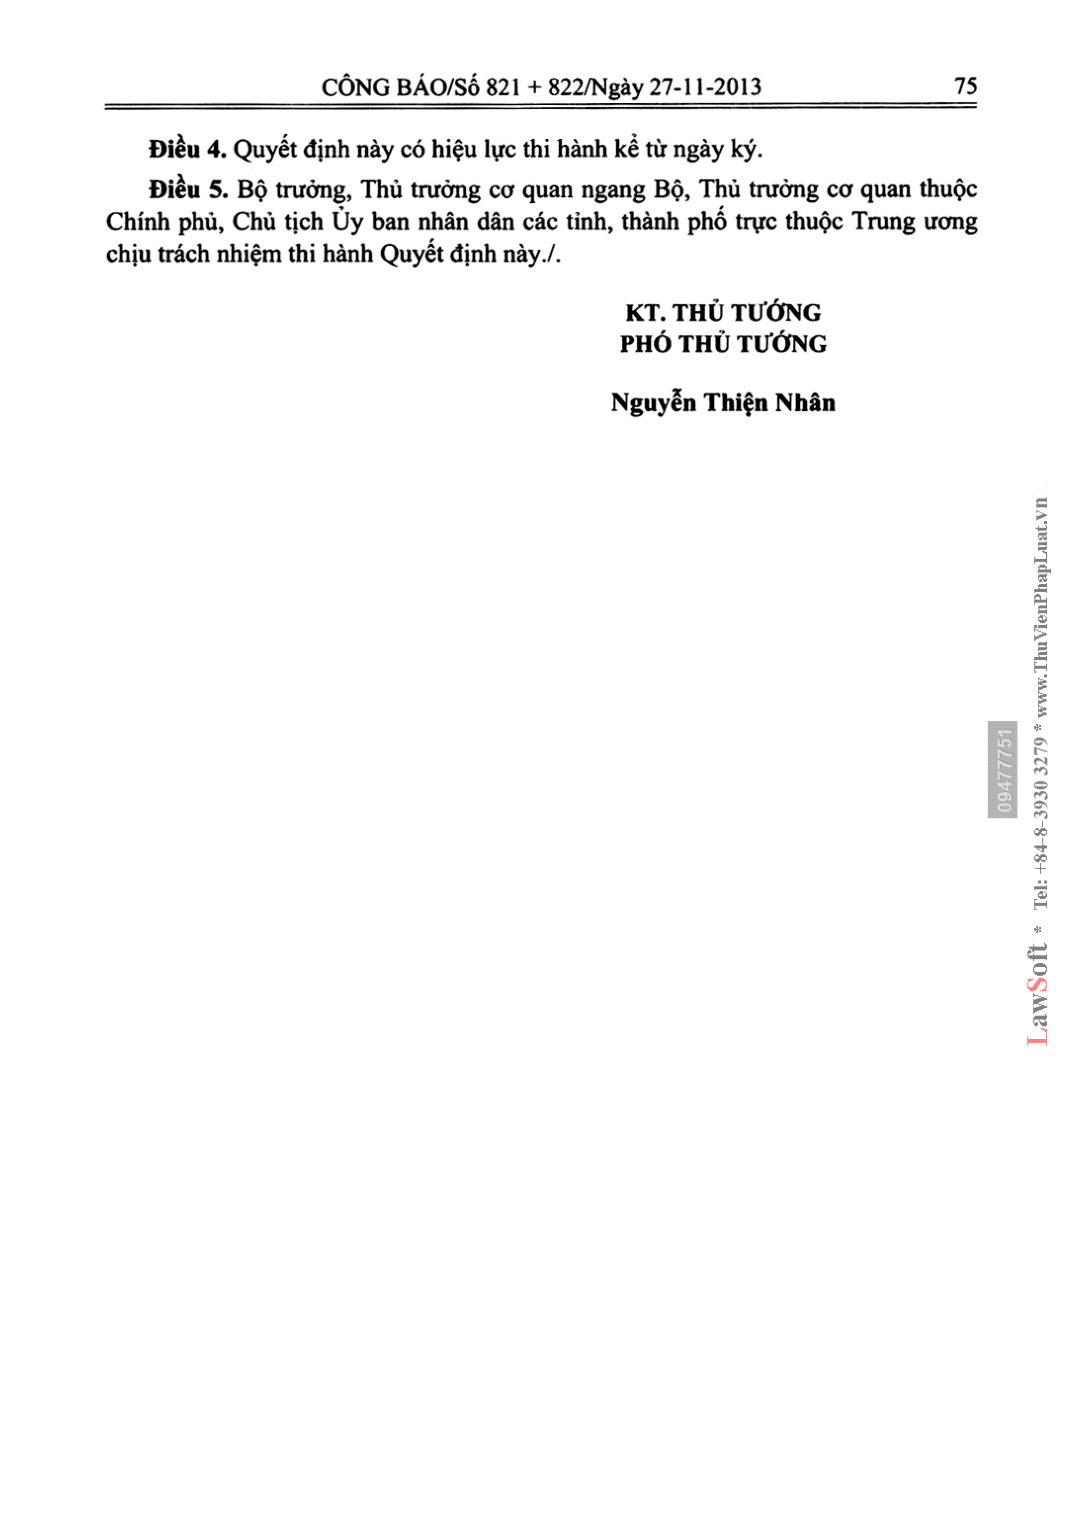 CÔNG BÁO/Số 821 + 822/Ngày 27-11-2013 75
Điều 4. Quyết định này có hiệu lực thi hành kể từ ngày ký.
Điều 5. Bộ trưởng, Thủ trưởng cơ quan ngang Bộ, Thủ trưởng cơ quan thuộc
Chính phủ, Chủ tịch Ủy ban nhân dân các tỉnh, thành phố trực thuộc Trung ương
chịu trách nhiệm thi hành Quyết định này./.
KT. THỦ TƯỚNG
PHÓ THỦ TƯỚNG
Nguyễn Thiện Nhân
09477751
LawSoft * Tel: +84-8-3930 3279 * www.ThuVienPhapLuat.vn